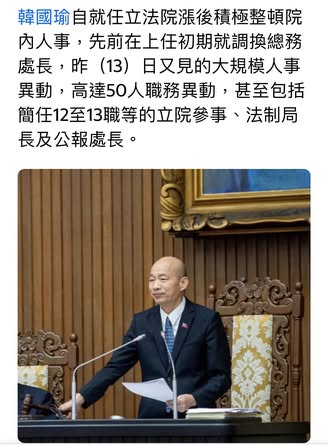 韓國瑜自就任立法院漲後積極整頓院
內人事，先前在上任初期就調換總務
處長，昨（13）日又見的大規模人事
異動，高達50人職務異動，甚至包括
簡任12至13職等的立院參事、法制局
長及公報處長。